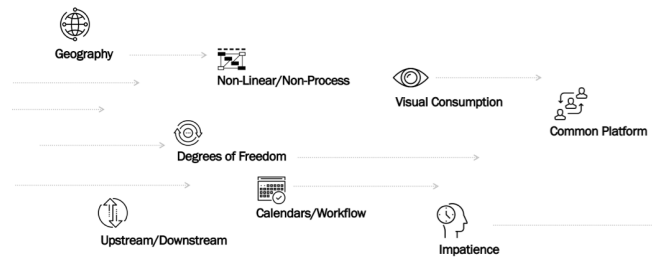 Geography
Non-Linear/Non-Process
Visual Consumption
Common Platform
Degrees of Freedom
Calendars/Workflow
Upstream/Downstream
Impatience